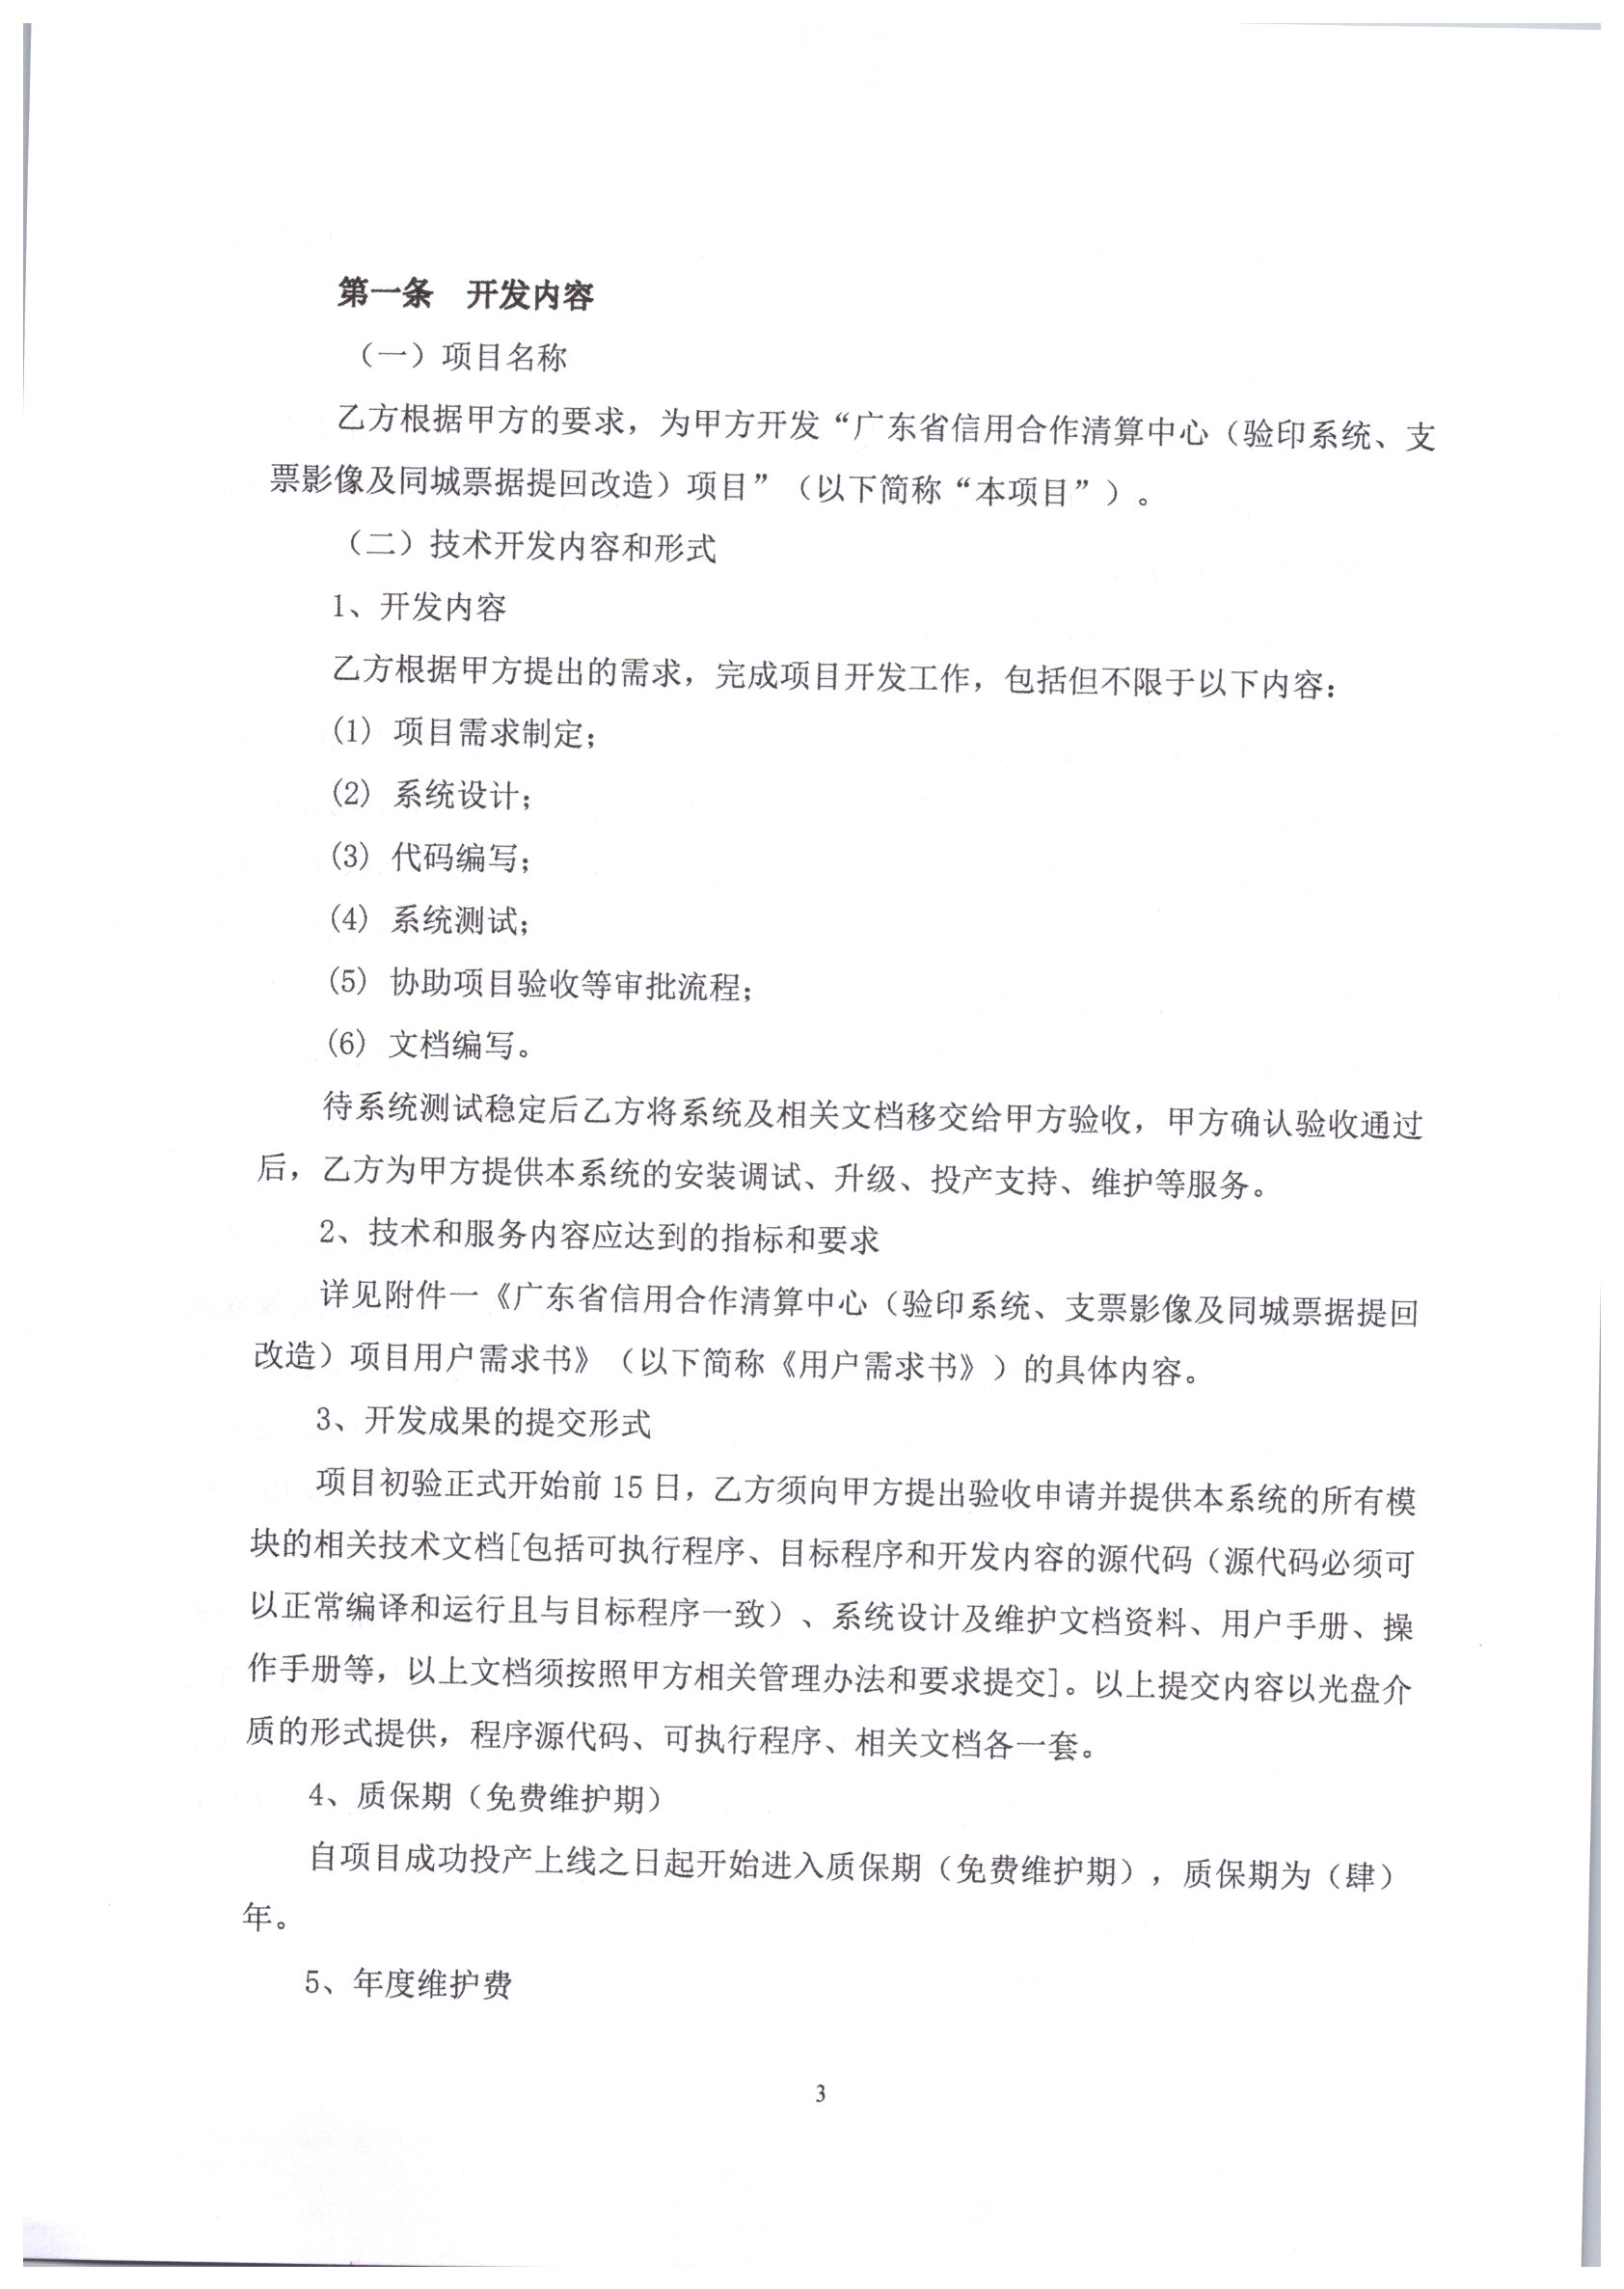 第一条　开发内容
（一）项目名称
乙方根据甲方的要求，为甲方开发“广东省信用合作清算中心（验印系统、支
票影像及同城票据提回改造）项目”（以下简称“本项目”）。
（二）技术开发内容和形式
1、开发内容
乙方根据甲方提出的需求，完成项目开发工作，包括但不限于以下内容：
(1) 项目需求制定；
(2) 系统设计；
(3) 代码编写；
(4) 系统测试；
(5) 协助项目验收等审批流程；
(6) 文档编写。
待系统测试稳定后乙方将系统及相关文档移交给甲方验收，甲方确认验收通过
后，乙方为甲方提供本系统的安装调试、升级、投产支持、维护等服务。
2、技术和服务内容应达到的指标和要求
详见附件一《广东省信用合作清算中心（验印系统、支票影像及同城票据提回
改造）项目用户需求书》（以下简称《用户需求书》）的具体内容。
3、开发成果的提交形式
项目初验正式开始前 15 日，乙方须向甲方提出验收申请并提供本系统的所有模
块的相关技术文档[包括可执行程序、目标程序和开发内容的源代码（源代码必须可
以正常编译和运行且与目标程序一致）、系统设计及维护文档资料、用户手册、操
作手册等，以上文档须按照甲方相关管理办法和要求提交]。以上提交内容以光盘介
质的形式提供，程序源代码、可执行程序、相关文档各一套。
4、质保期（免费维护期）
自项目成功投产上线之日起开始进入质保期（免费维护期），质保期为（肆）
年。
5、年度维护费
3